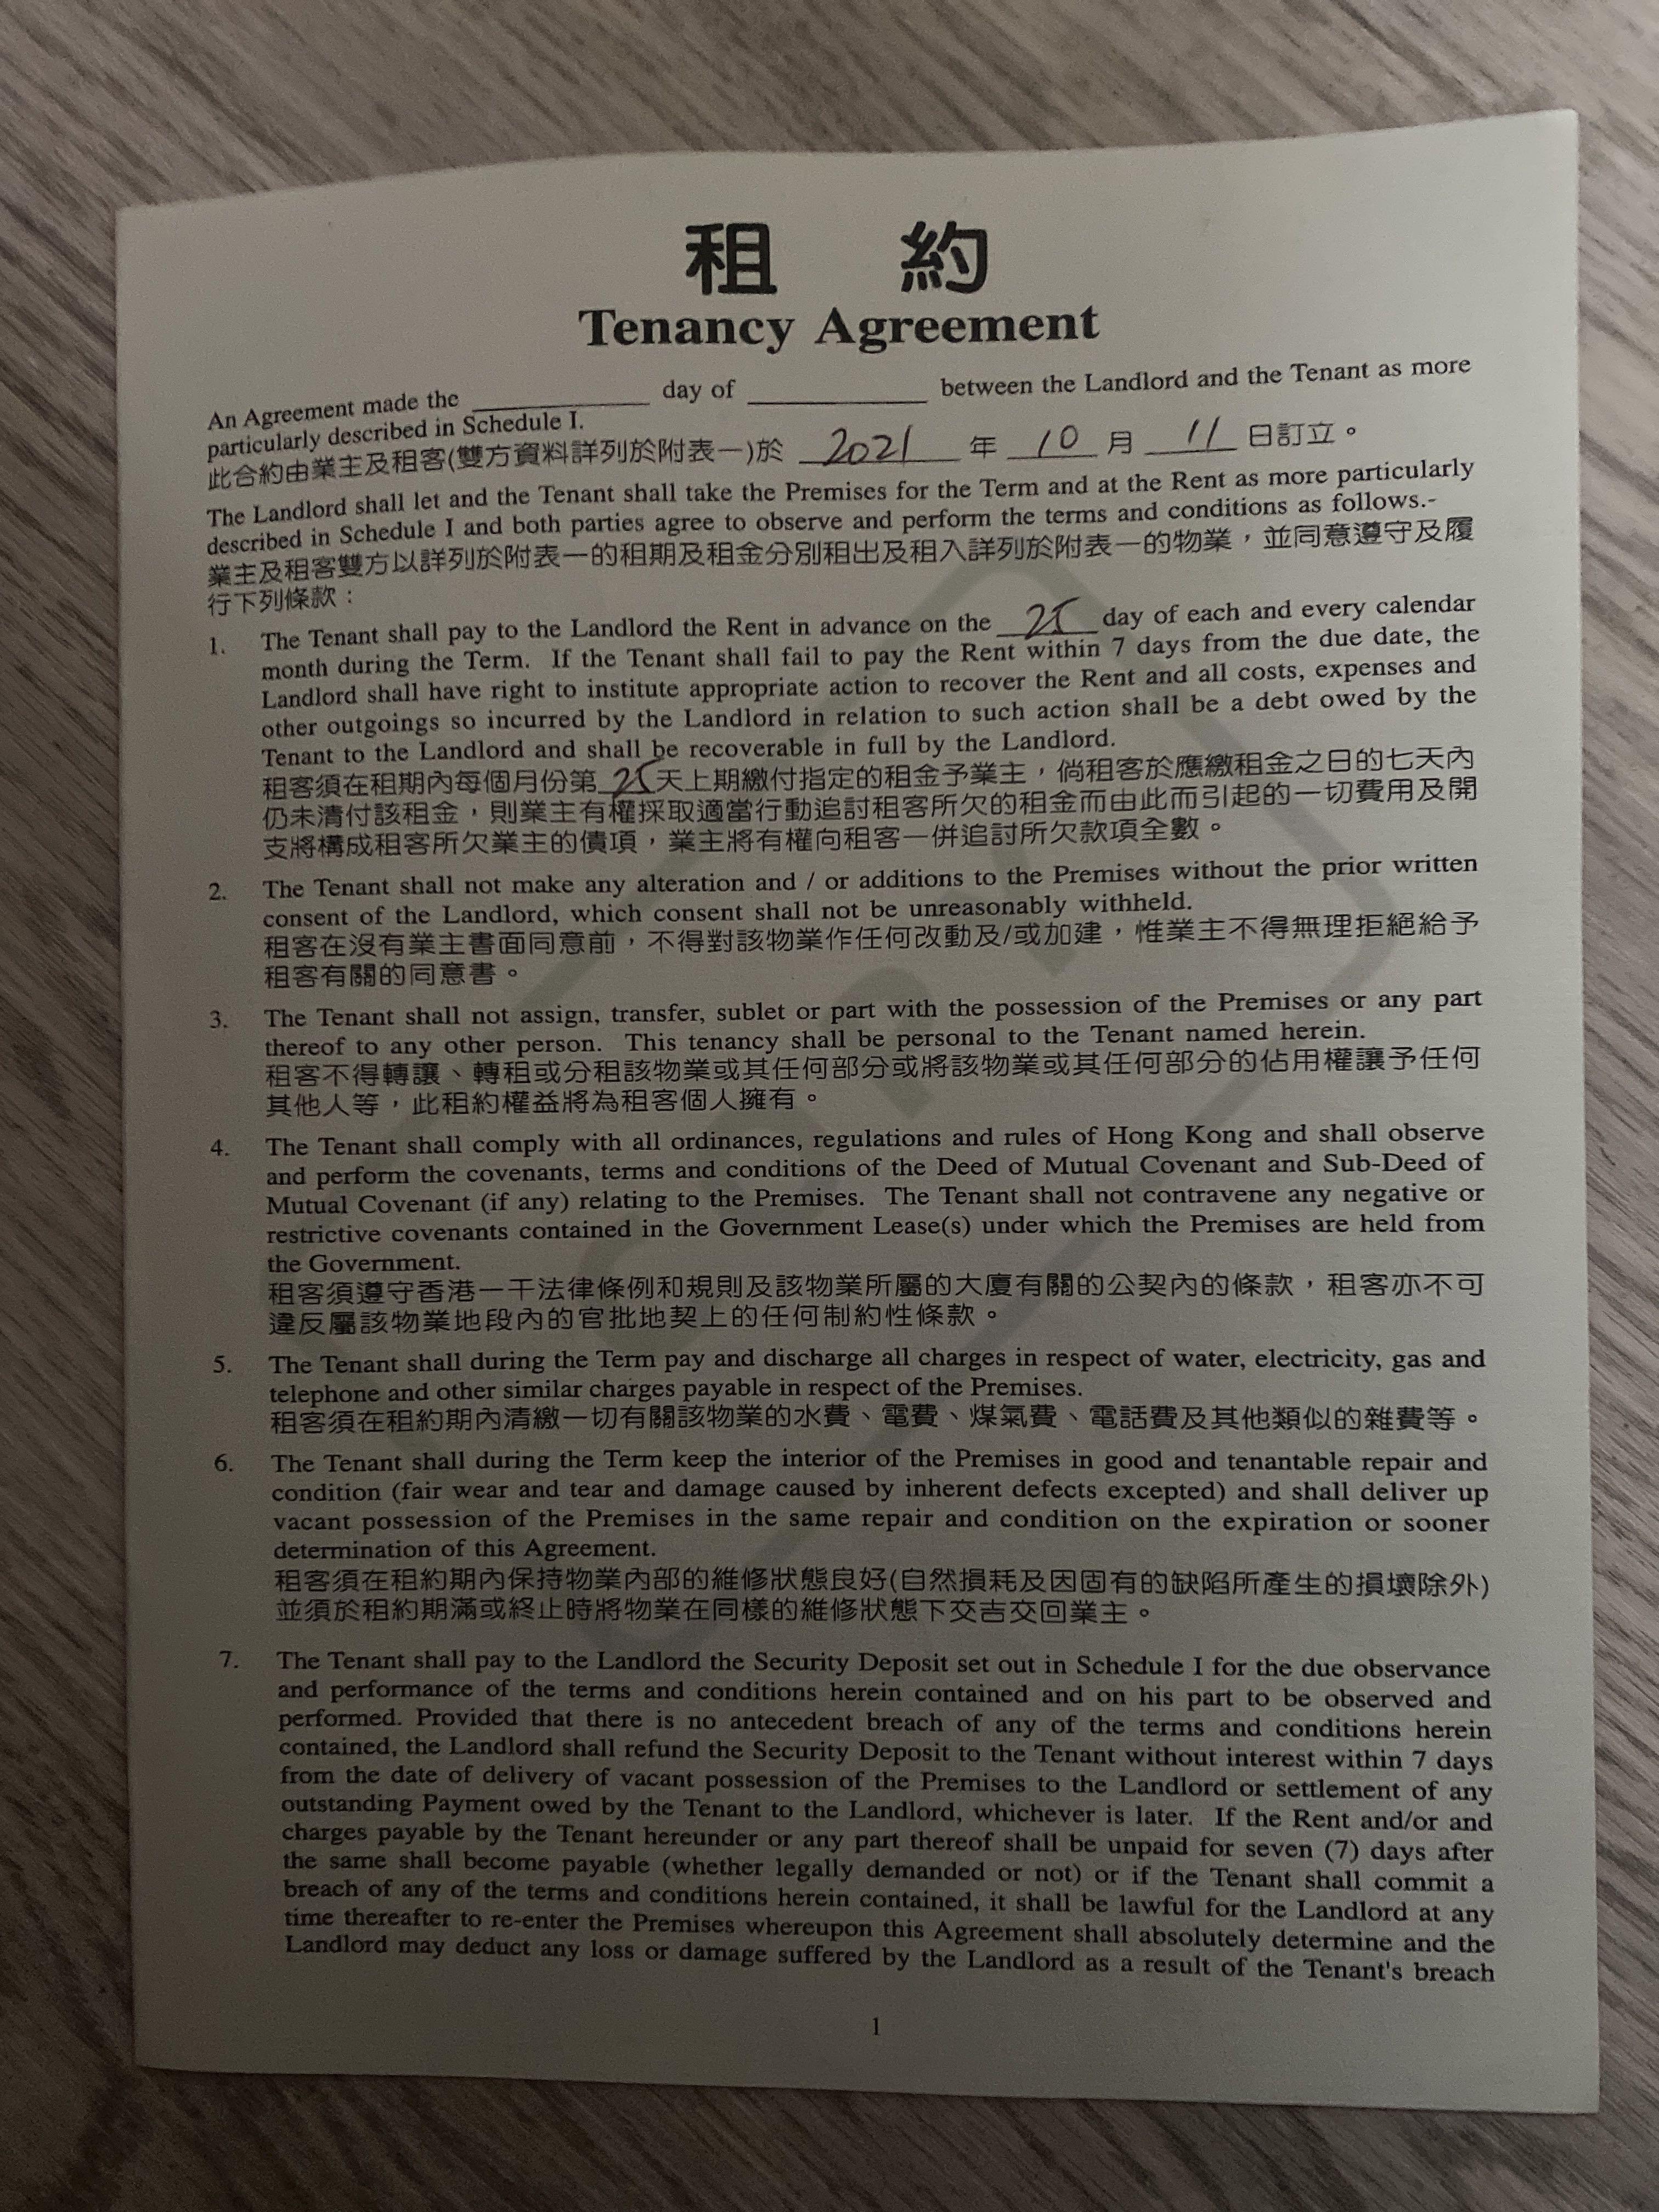 租 約
Tenancy Agreement
An Agreement made the ____________ day of ____________ between the Landlord and the Tenant as more
particularly described in Schedule I.
此合約由業主及租客(雙方資料詳列於附表一)於 2021 年 10 月 11 日訂立。
The Landlord shall let and the Tenant shall take the Premises for the Term and at the Rent as more particularly
described in Schedule I and both parties agree to observe and perform the terms and conditions as follows.-
業主及租客雙方以詳列於附表一的租期及租金分別租出及租入詳列於附表一的物業，並同意遵守及履
行下列條款：
1. The Tenant shall pay to the Landlord the Rent in advance on the 25 day of each and every calendar
month during the Term. If the Tenant shall fail to pay the Rent within 7 days from the due date, the
Landlord shall have right to institute appropriate action to recover the Rent and all costs, expenses and
other outgoings so incurred by the Landlord in relation to such action shall be a debt owed by the
Tenant to the Landlord and shall be recoverable in full by the Landlord.
租客須在租期內每個月份第 25 天上期繳付指定的租金予業主，倘租客於應繳租金之日的七天內
仍未清付該租金，則業主有權採取適當行動追討租客所欠的租金而由此而引起的一切費用及開
支將構成租客所欠業主的債項，業主將有權向租客一併追討所欠款項全數。
2. The Tenant shall not make any alteration and / or additions to the Premises without the prior written
consent of the Landlord, which consent shall not be unreasonably withheld.
租客在沒有業主書面同意前，不得對該物業作任何改動及/或加建，惟業主不得無理拒絕給予
租客有關的同意書。
3. The Tenant shall not assign, transfer, sublet or part with the possession of the Premises or any part
thereof to any other person. This tenancy shall be personal to the Tenant named herein.
租客不得轉讓、轉租或分租該物業或其任何部分或將該物業或其任何部分的佔用權讓予任何
其他人等，此租約權益將為租客個人擁有。
4. The Tenant shall comply with all ordinances, regulations and rules of Hong Kong and shall observe
and perform the covenants, terms and conditions of the Deed of Mutual Covenant and Sub-Deed of
Mutual Covenant (if any) relating to the Premises. The Tenant shall not contravene any negative or
restrictive covenants contained in the Government Lease(s) under which the Premises are held from
the Government.
租客須遵守香港一干法律條例和規則及該物業所屬的大廈有關的公契內的條款，租客亦不可
違反屬該物業地段內的官批地契上的任何制約性條款。
5. The Tenant shall during the Term pay and discharge all charges in respect of water, electricity, gas and
telephone and other similar charges payable in respect of the Premises.
租客須在租約期內清繳一切有關該物業的水費、電費、煤氣費、電話費及其他類似的雜費等。
6. The Tenant shall during the Term keep the interior of the Premises in good and tenantable repair and
condition (fair wear and tear and damage caused by inherent defects excepted) and shall deliver up
vacant possession of the Premises in the same repair and condition on the expiration or sooner
determination of this Agreement.
租客須在租約期內保持物業內部的維修狀態良好(自然損耗及因固有的缺陷所產生的損壞除外)
並須於租約期滿或終止時將物業在同樣的維修狀態下交吉交回業主。
7. The Tenant shall pay to the Landlord the Security Deposit set out in Schedule I for the due observance
and performance of the terms and conditions herein contained and on his part to be observed and
performed. Provided that there is no antecedent breach of any of the terms and conditions herein
contained, the Landlord shall refund the Security Deposit to the Tenant without interest within 7 days
from the date of delivery of vacant possession of the Premises to the Landlord or settlement of any
outstanding Payment owed by the Tenant to the Landlord, whichever is later. If the Rent and/or and
charges payable by the Tenant hereunder or any part thereof shall be unpaid for seven (7) days after
the same shall become payable (whether legally demanded or not) or if the Tenant shall commit a
breach of any of the terms and conditions herein contained, it shall be lawful for the Landlord at any
time thereafter to re-enter the Premises whereupon this Agreement shall absolutely determine and the
Landlord may deduct any loss or damage suffered by the Landlord as a result of the Tenant's breach
1